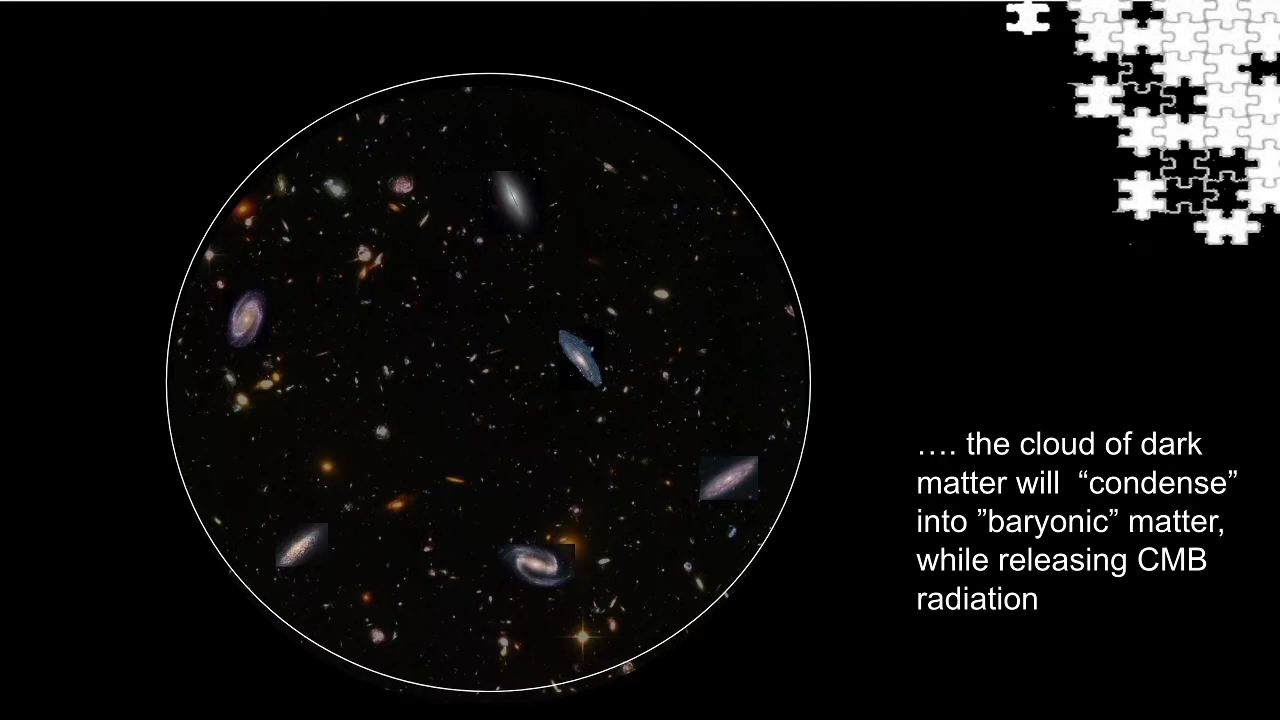 …. the cloud of dark
matter will  “condense”
into ”baryonic” matter,
while releasing CMB
radiation